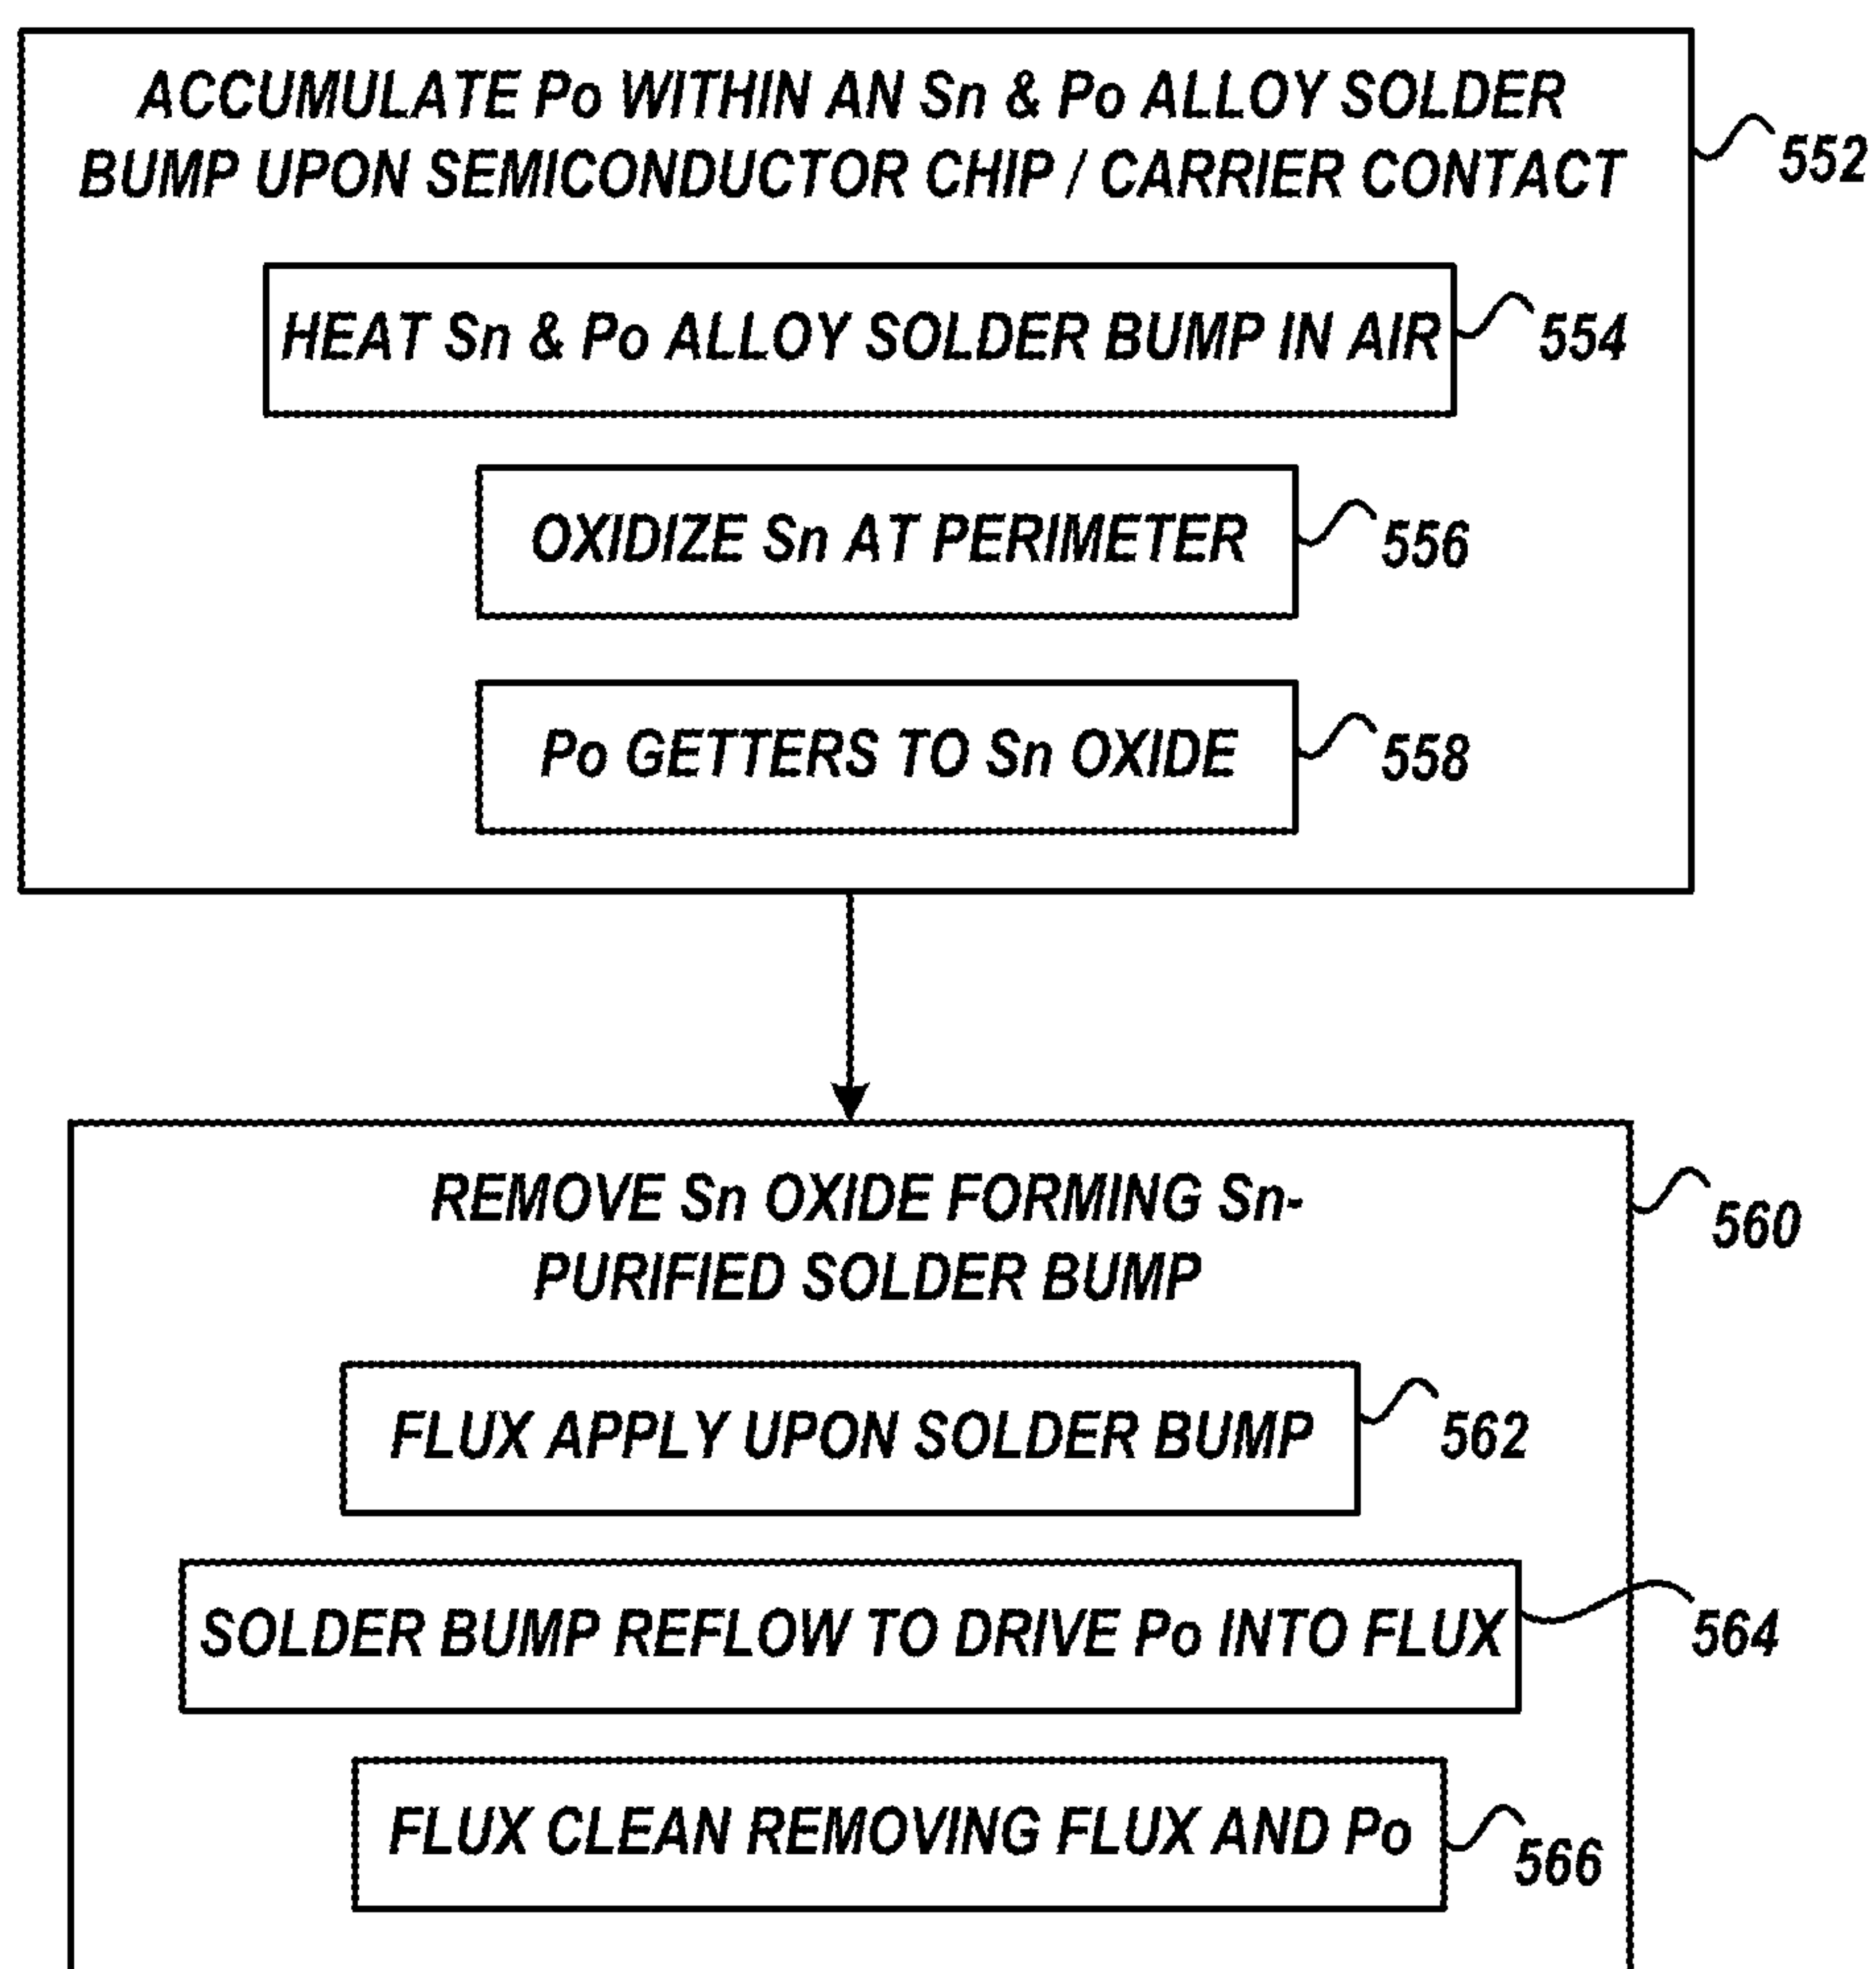 ACCUMULATE Po WITHIN AN Sn & Po ALLOY SOLDER
BUMP UPON SEMICONDUCTOR CHIP / CARRIER CONTACT
552
HEAT Sn & Po ALLOY SOLDER BUMP IN AIR
554
OXIDIZE Sn AT PERIMETER
556
Po GETTERS TO Sn OXIDE
558
REMOVE Sn OXIDE FORMING Sn-
PURIFIED SOLDER BUMP
560
FLUX APPLY UPON SOLDER BUMP
562
SOLDER BUMP REFLOW TO DRIVE Po INTO FLUX
564
FLUX CLEAN REMOVING FLUX AND Po
566